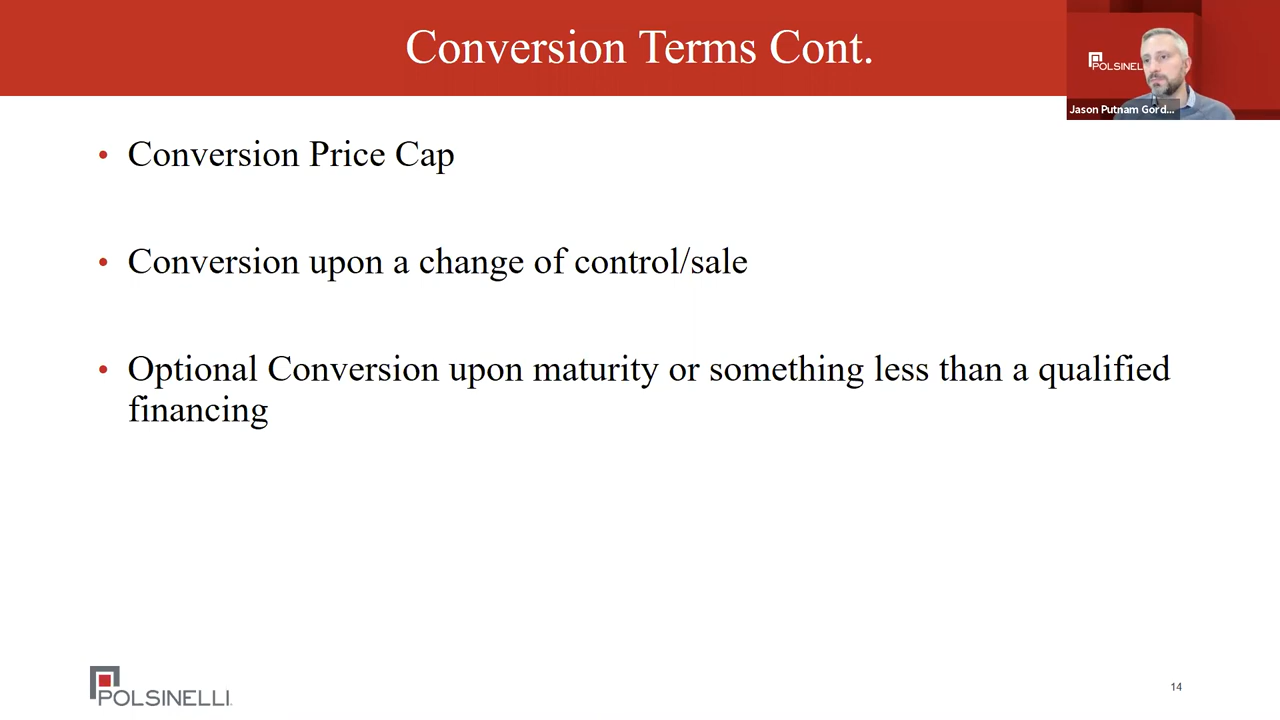 Conversion Terms Cont.
POLSINEL
Jason Putnam Gord...
• Conversion Price Cap
• Conversion upon a change of control/sale
• Optional Conversion upon maturity or something less than a qualified
financing
POLSINELLI
14